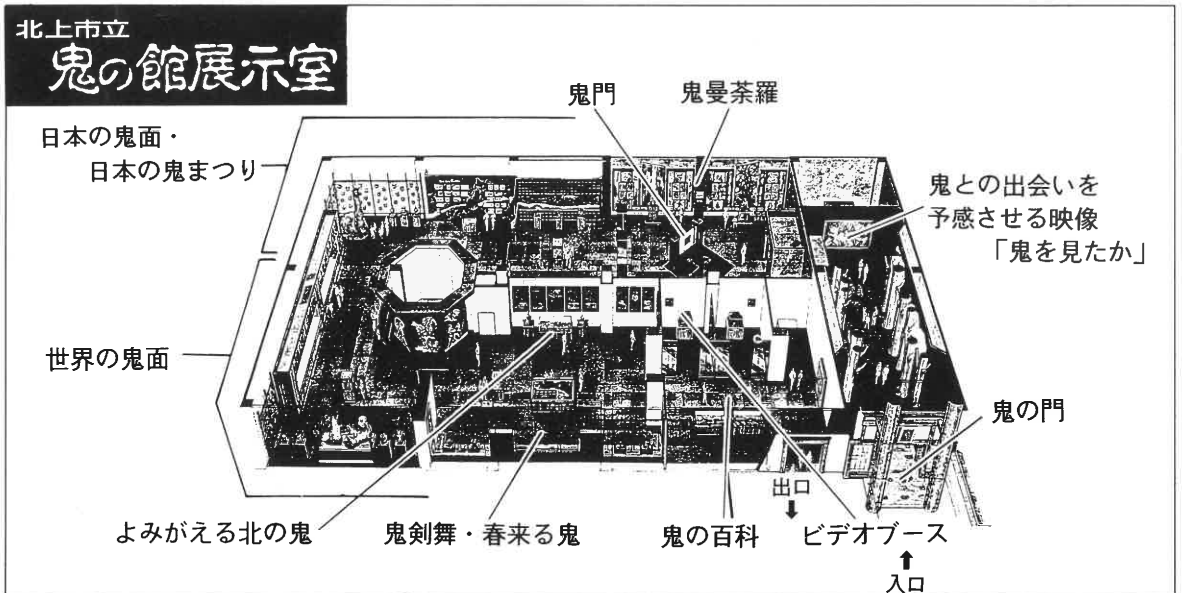 北上市立
鬼の館展示室
鬼門
鬼曼荼羅
日本の鬼面・
日本の鬼まつり
鬼との出会いを
予感させる映像
「鬼を見たか」
世界の鬼面
鬼の門
よみがえる北の鬼
鬼剣舞・春来る鬼
鬼の百科
出口
ビデオブース
入口